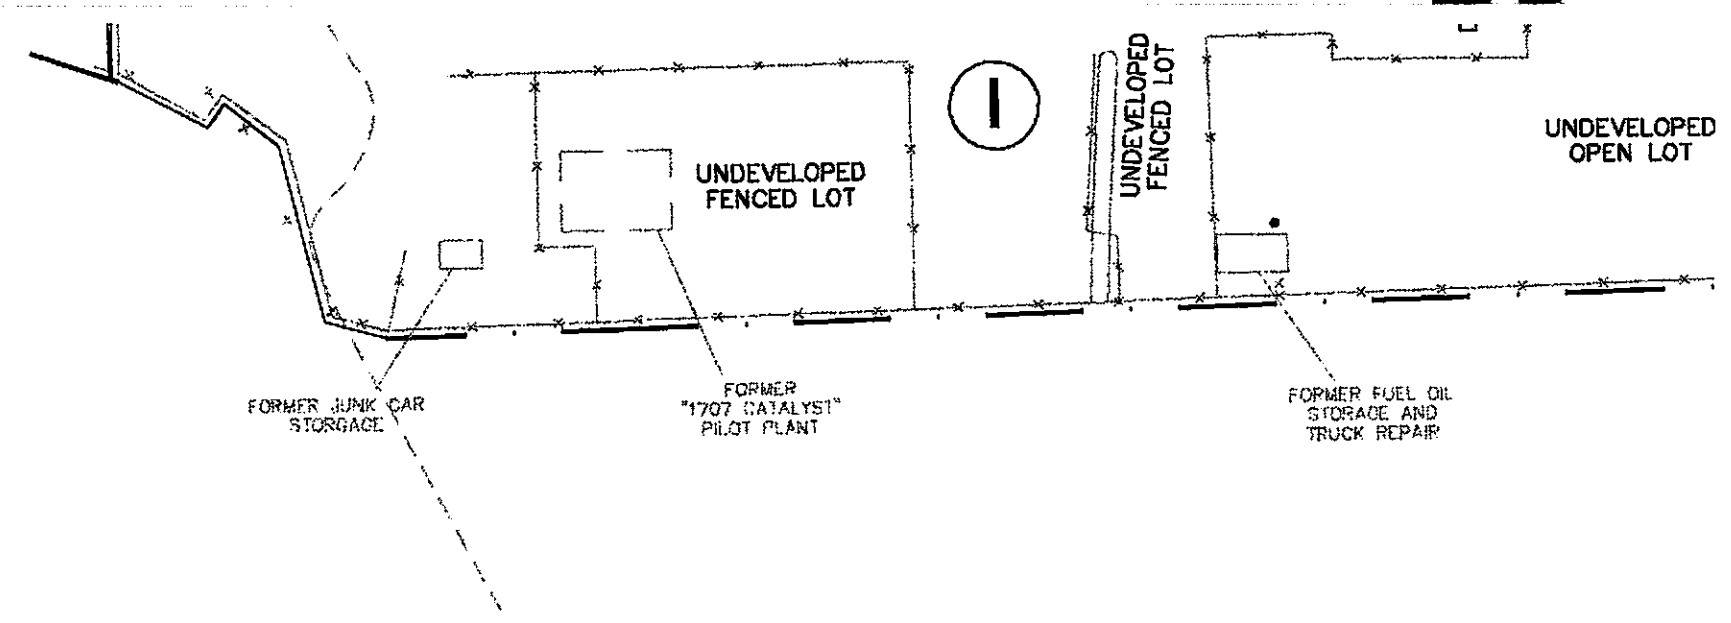 UNDEVELOPED
FENCED LOT
I
UNDEVELOPED
FENCED LOT
UNDEVELOPED
OPEN LOT
FORMER JUNK CAR
STORGACE
FORMER
"1707 CATALYST"
PILOT PLANT
FORMER FUEL OIL
STORAGE AND
TRUCK REPAIR